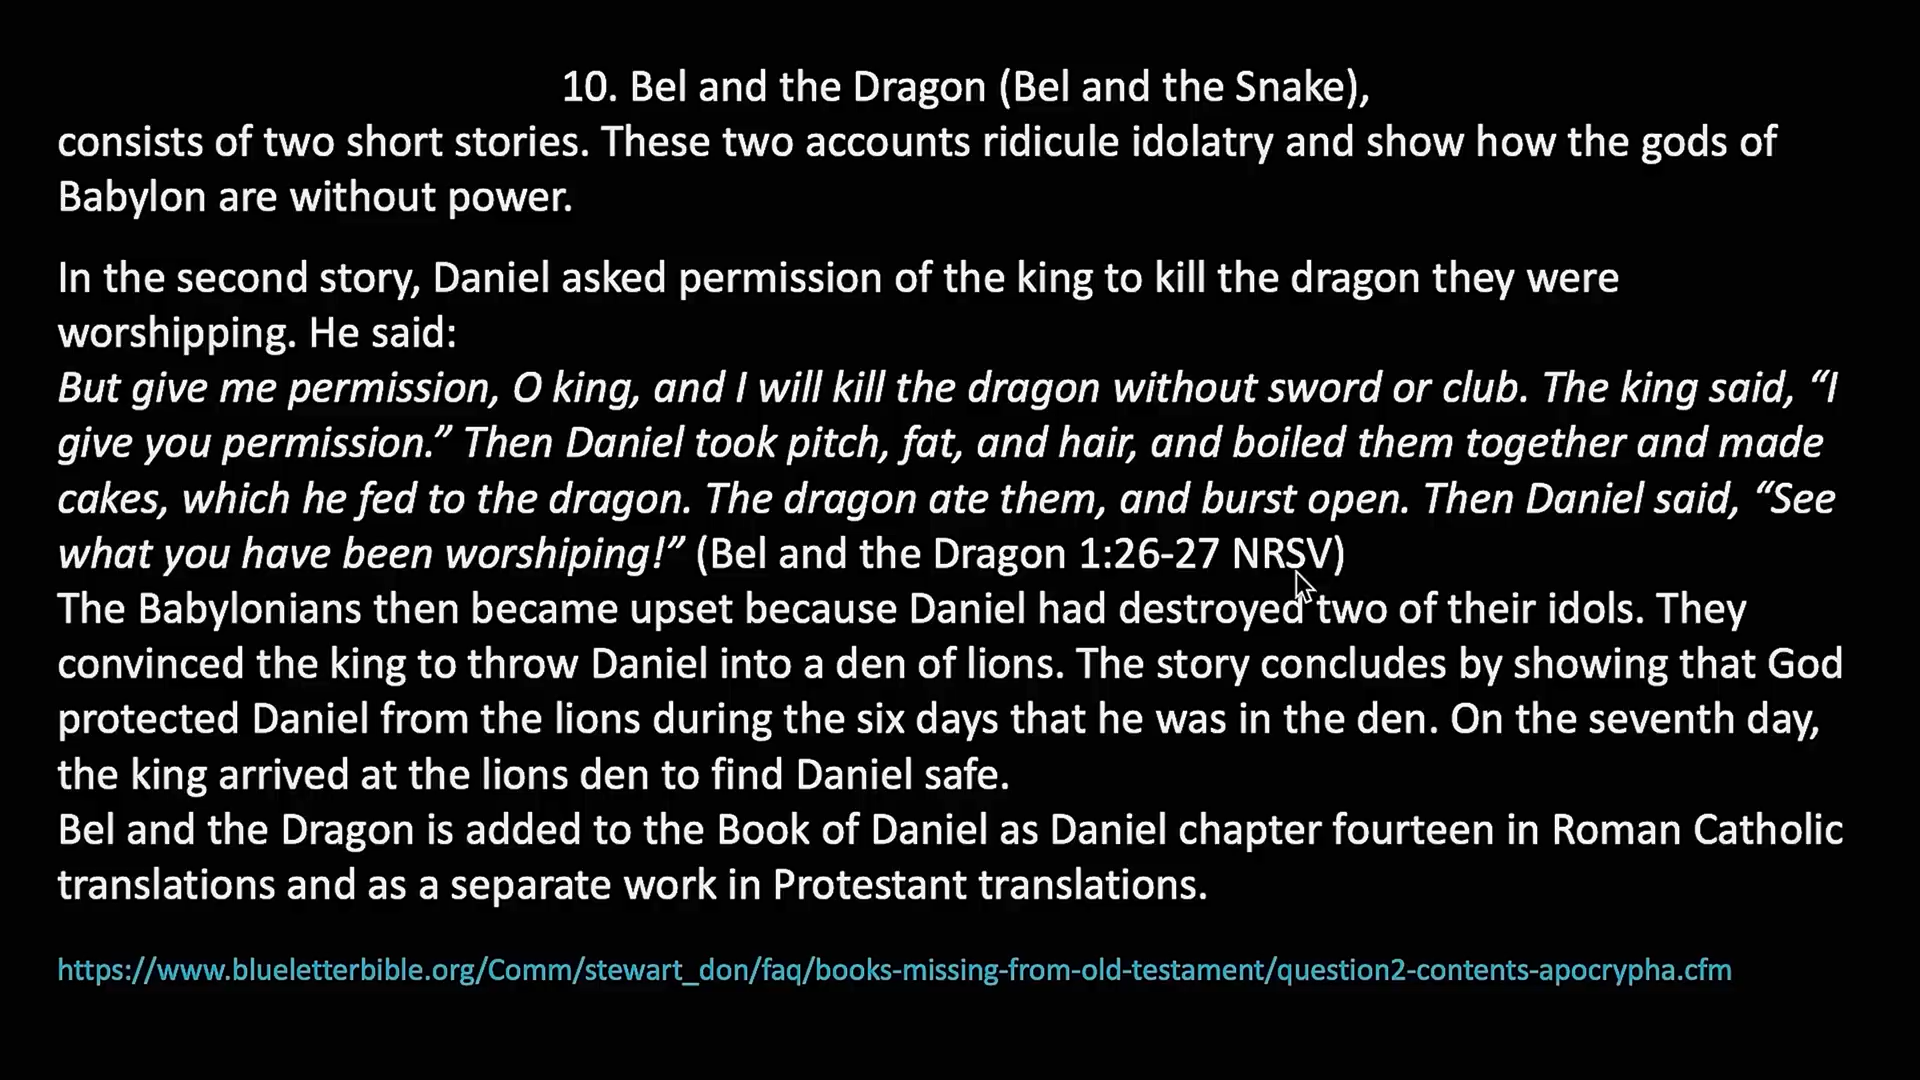 10. Bel and the Dragon (Bel and the Snake),
consists of two short stories. These two accounts ridicule idolatry and show how the gods of
Babylon are without power.
In the second story, Daniel asked permission of the king to kill the dragon they were
worshipping. He said:
But give me permission, O king, and I will kill the dragon without sword or club. The king said, “I
give you permission.” Then Daniel took pitch, fat, and hair, and boiled them together and made
cakes, which he fed to the dragon. The dragon ate them, and burst open. Then Daniel said, “See
what you have been worshiping!” (Bel and the Dragon 1:26-27 NRSV)
The Babylonians then became upset because Daniel had destroyed two of their idols. They
convinced the king to throw Daniel into a den of lions. The story concludes by showing that God
protected Daniel from the lions during the six days that he was in the den. On the seventh day,
the king arrived at the lions den to find Daniel safe.
Bel and the Dragon is added to the Book of Daniel as Daniel chapter fourteen in Roman Catholic
translations and as a separate work in Protestant translations.
https://www.blueletterbible.org/Comm/stewart_don/faq/books-missing-from-old-testament/question2-contents-apocrypha.cfm